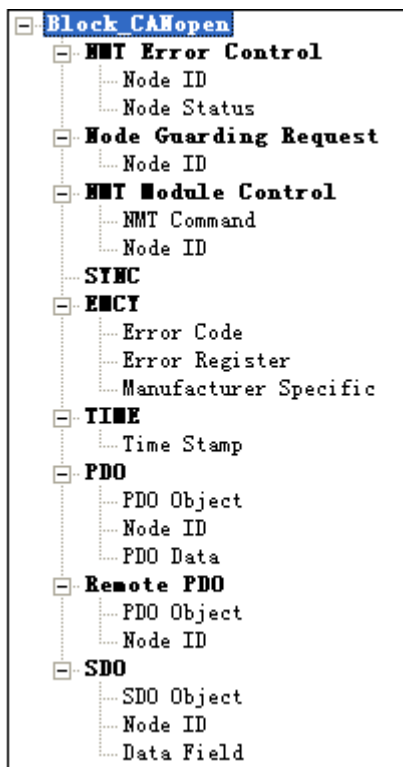 Block_CANopen
NMT Error Control
Node ID
Node Status
Node Guarding Request
Node ID
NMT Module Control
NMT Command
Node ID
SYNC
EMCY
Error Code
Error Register
Manufacturer Specific
TIME
Time Stamp
PDO
PDO Object
Node ID
PDO Data
Remote PDO
PDO Object
Node ID
SDO
SDO Object
Node ID
Data Field